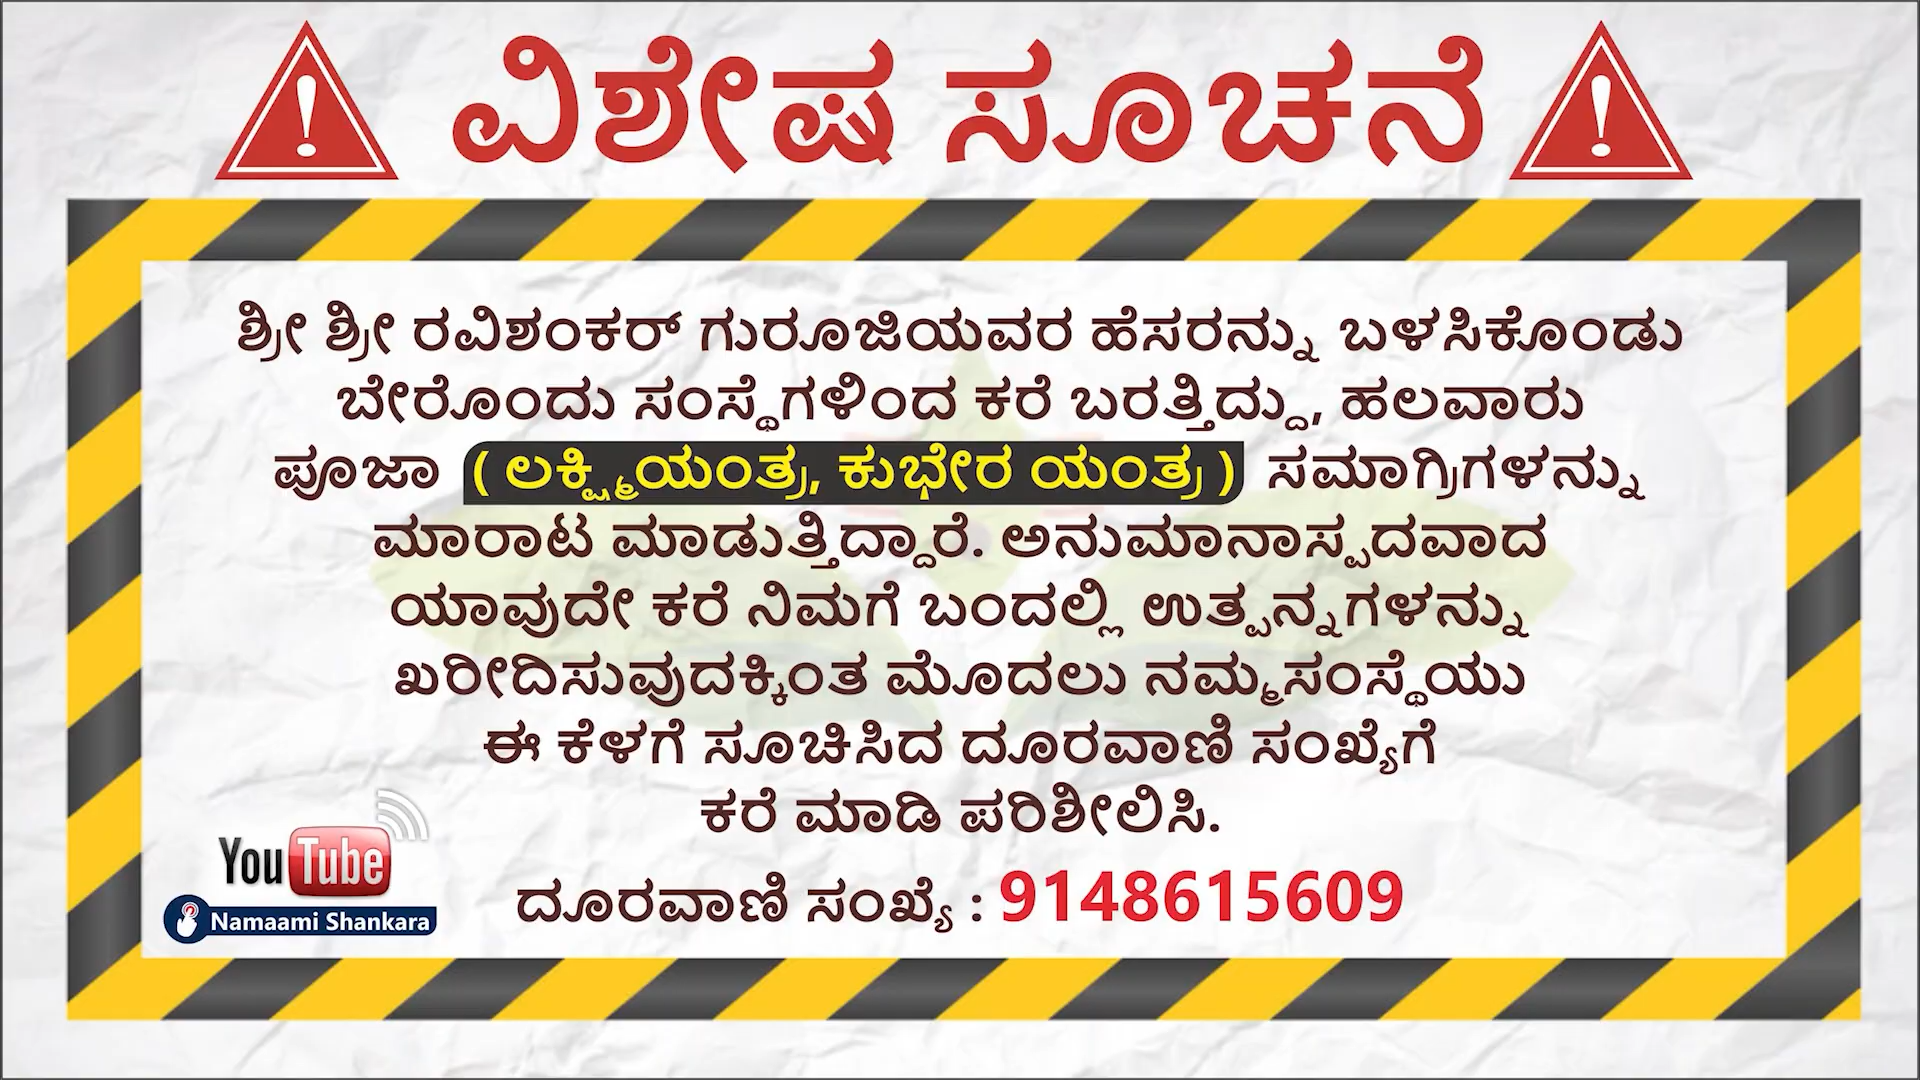 ವಿಶೇಷ ಸೂಚನೆ
ಶ್ರೀ ಶ್ರೀ ರವಿಶಂಕರ್ ಗುರೂಜಿಯವರ ಹೆಸರನ್ನು ಬಳಸಿಕೊಂಡು
ಬೇರೊಂದು ಸಂಸ್ಥೆಗಳಿಂದ ಕರೆ ಬರತ್ತಿದ್ದು, ಹಲವಾರು
ಪೂಜಾ ( ಲಕ್ಷ್ಮಿಯಂತ್ರ, ಕುಭೇರ ಯಂತ್ರ ) ಸಮಾಗ್ರಿಗಳನ್ನು
ಮಾರಾಟ ಮಾಡುತ್ತಿದ್ದಾರೆ. ಅನುಮಾನಾಸ್ಪದವಾದ
ಯಾವುದೇ ಕರೆ ನಿಮಗೆ ಬಂದಲ್ಲಿ ಉತ್ಪನ್ನಗಳನ್ನು
ಖರೀದಿಸುವುದಕ್ಕಿಂತ ಮೊದಲು ನಮ್ಮಸಂಸ್ಥೆಯು
ಈ ಕೆಳಗೆ ಸೂಚಿಸಿದ ದೂರವಾಣಿ ಸಂಖ್ಯೆಗೆ
ಕರೆ ಮಾಡಿ ಪರಿಶೀಲಿಸಿ.
ದೂರವಾಣಿ ಸಂಖ್ಯೆ : 9148615609
YouTube
Namaami Shankara